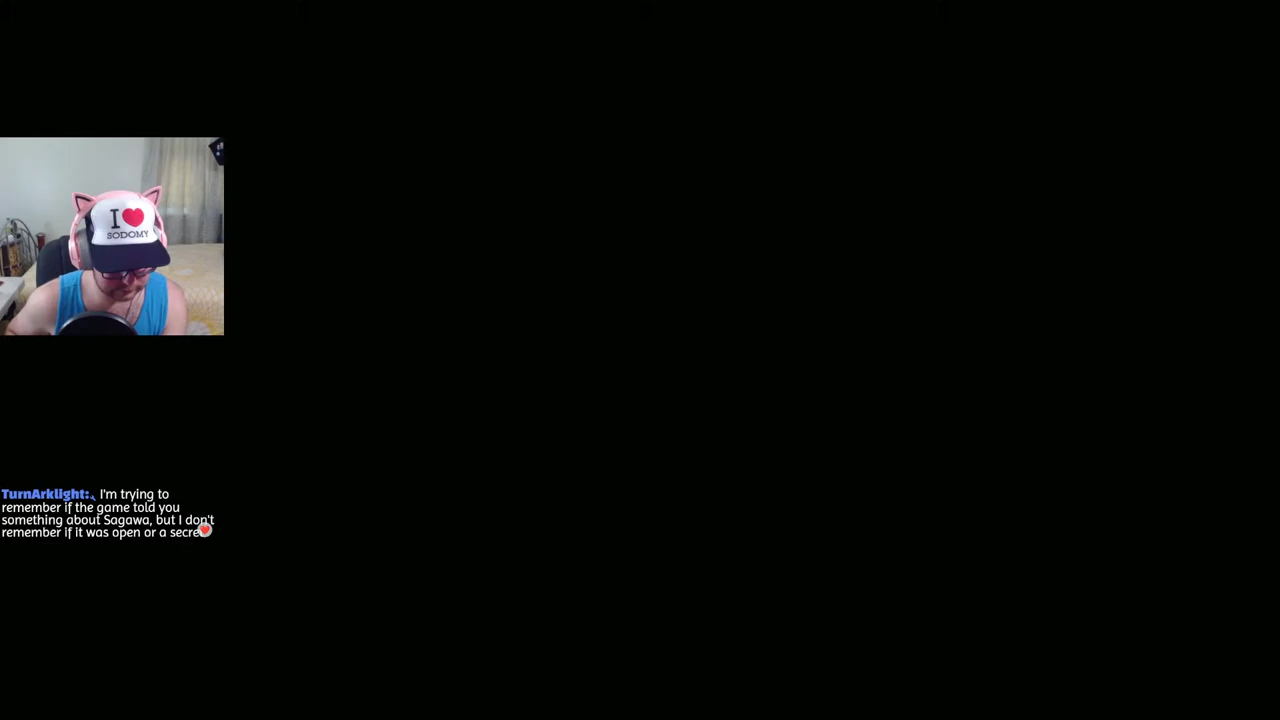 I ❤
SODOMY
TurnArklight: I'm trying to
remember if the game told you
something about Sagawa, but I don't
remember if it was open or a secre